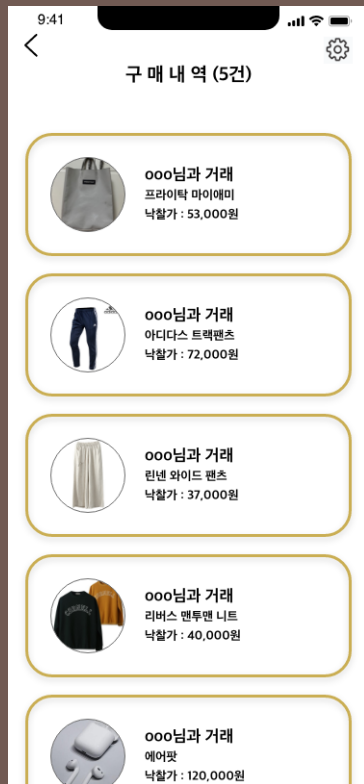 9:41
구 매 내 역 (5건)
ooo님과 거래
프라이탁 마이애미
낙찰가 : 53,000원
ooo님과 거래
아디다스 트랙팬츠
낙찰가 : 72,000원
ooo님과 거래
린넨 와이드 팬츠
낙찰가 : 37,000원
ooo님과 거래
리버스 맨투맨 니트
낙찰가 : 40,000원
ooo님과 거래
에어팟
낙찰가 : 120,000원